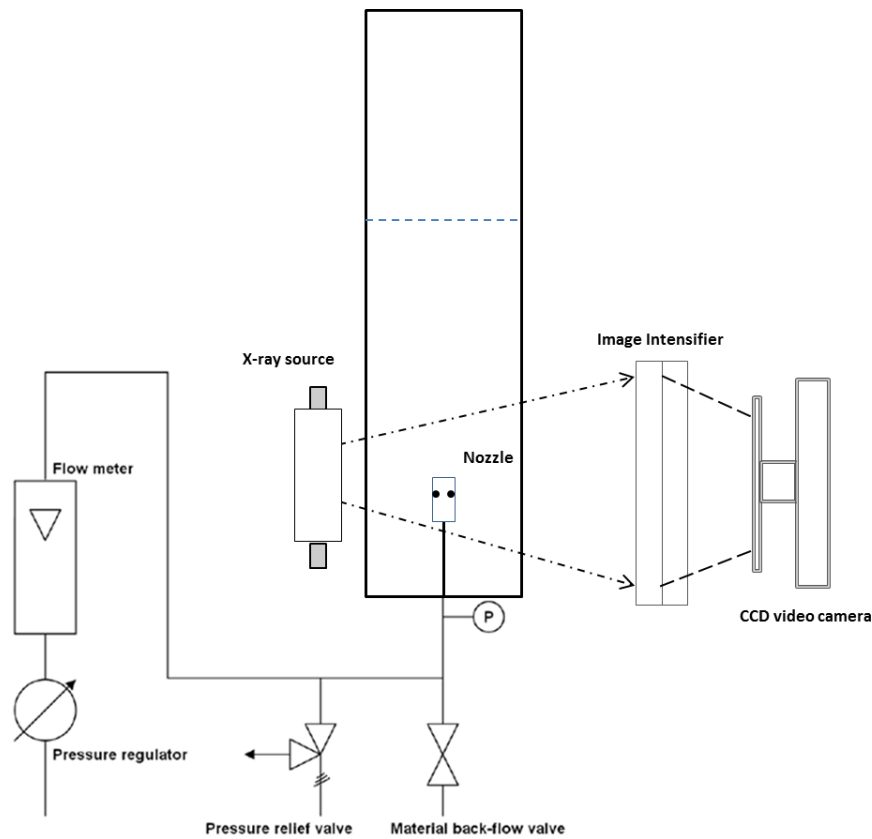 X-ray source
Image Intensifier
Flow meter
Nozzle
P
CCD video camera
Pressure regulator
Pressure relief valve
Material back-flow valve